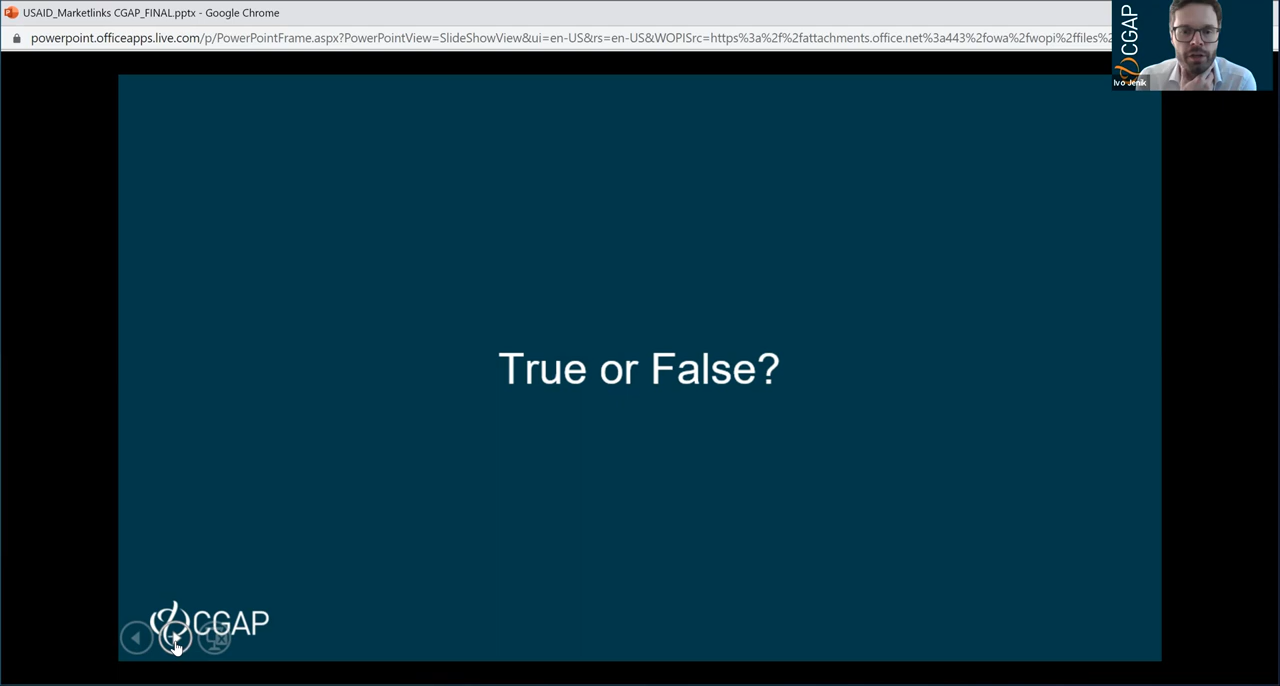 USAID_Marketlinks CGAP_FINAL.pptx - Google Chrome
powerpoint.officeapps.live.com/p/PowerPointFrame.aspx?PowerPointView=SlideShowView&ui=en-US&rs=en-US&WOPISrc=https%3a%2f%2fattachments.office.net%3a443%2fowa%2fwopi%2ffiles%2
CGAP
Ivo Jenik
True or False?
CGAP